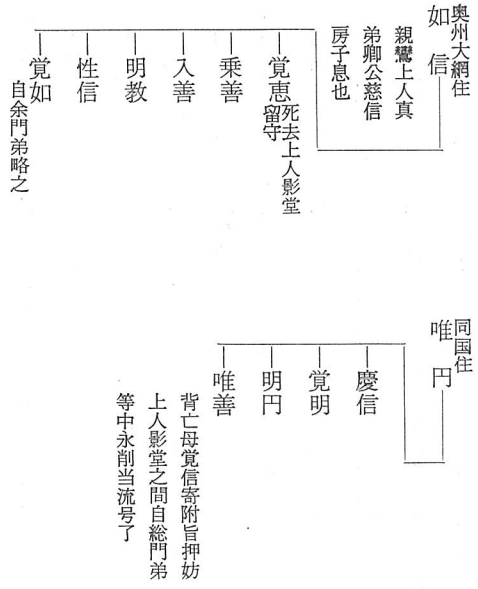 奥州大網住
如信
親鸞上人真
弟卿公慈信
房子息也
覚恵
死去上人影堂
留守
乗善
入善
明教
性信
覚如
自余門弟略之
同国住
唯円
慶信
覚明
明円
唯善
背亡母覚信寄附旨押妨
上人影堂之間自総門弟
等中永削当流号了